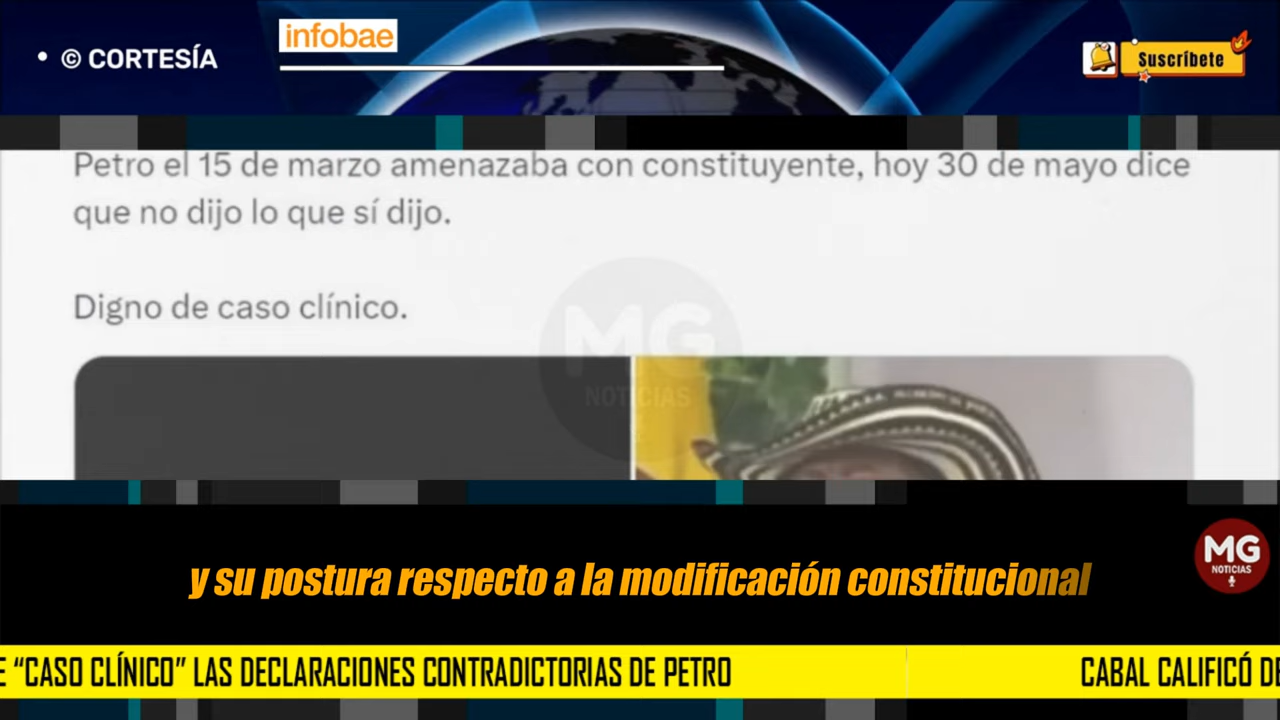 • © CORTESÍA
infobae
Suscríbete
Petro el 15 de marzo amenazaba con constituyente, hoy 30 de mayo dice
que no dijo lo que sí dijo.
Digno de caso clínico.
MG
NOTICIAS
y su postura respecto a la modificación constitucional
MG
NOTICIAS
E “CASO CLÍNICO” LAS DECLARACIONES CONTRADICTORIAS DE PETRO
CABAL CALIFICÓ DE